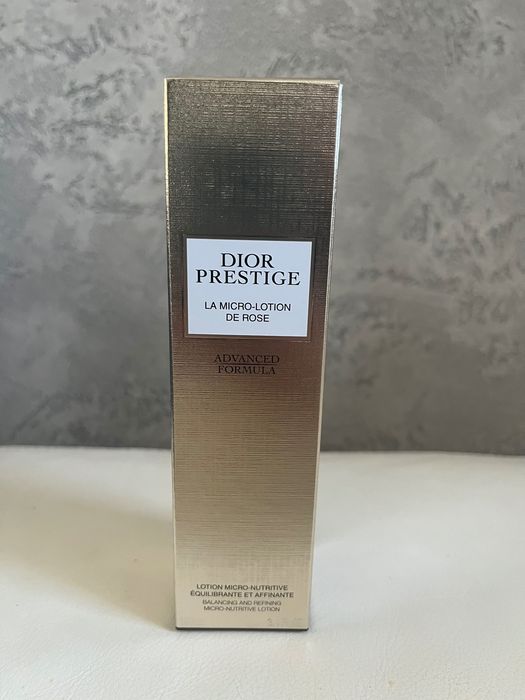 DIOR
PRESTIGE
LA MICRO-LOTION
DE ROSE
ADVANCED
FORMULA
LOTION MICRO-NUTRITIVE
ÉQUILIBRANTE ET AFFINANTE
BALANCING AND REFINING
MICRO-NUTRITIVE LOTION